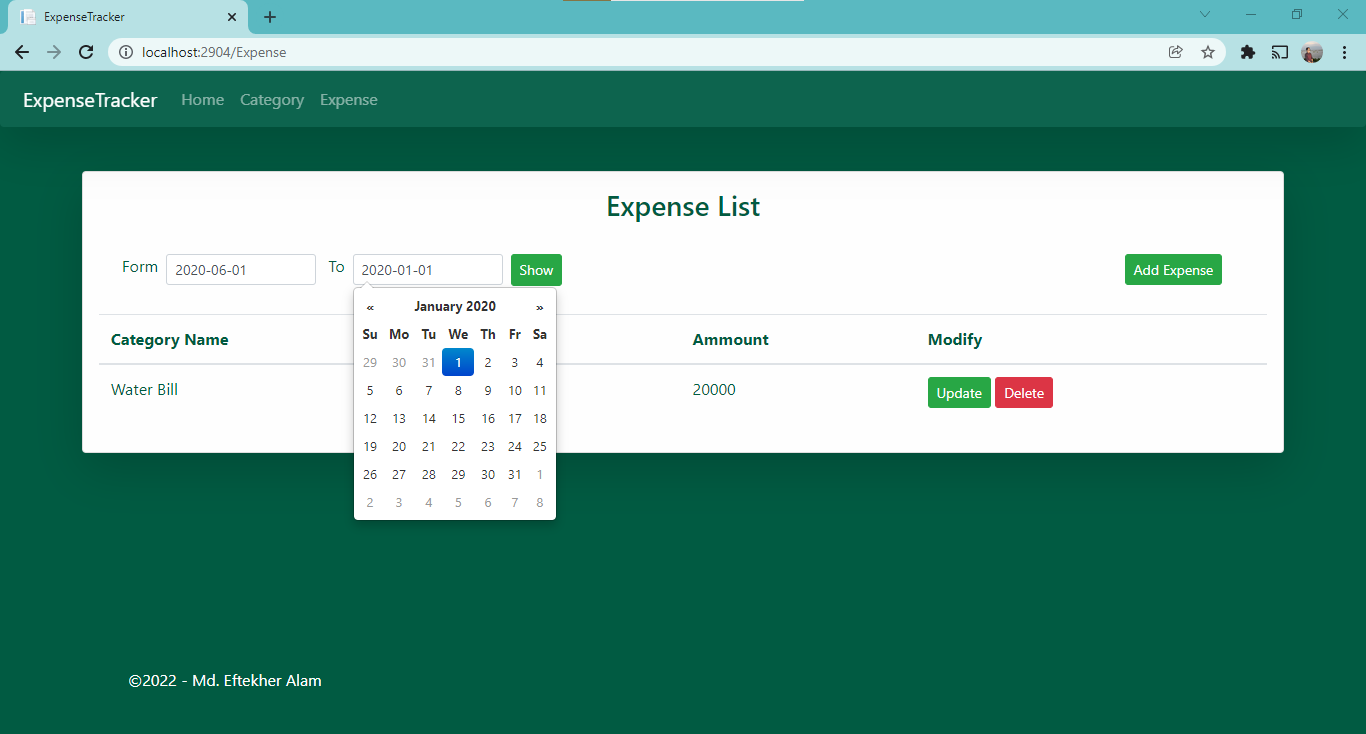 ExpenseTracker
localhost:2904/Expense
ExpenseTracker Home Category Expense
Expense List
Form 2020-06-01 To 2020-01-01 Show Add Expense
« January 2020 »
Su Mo Tu We Th Fr Sa
29 30 31 1 2 3 4
5 6 7 8 9 10 11
12 13 14 15 16 17 18
19 20 21 22 23 24 25
26 27 28 29 30 31 1
2 3 4 5 6 7 8
Category Name Ammount Modify
Water Bill 20000 Update Delete
©2022 - Md. Eftekher Alam